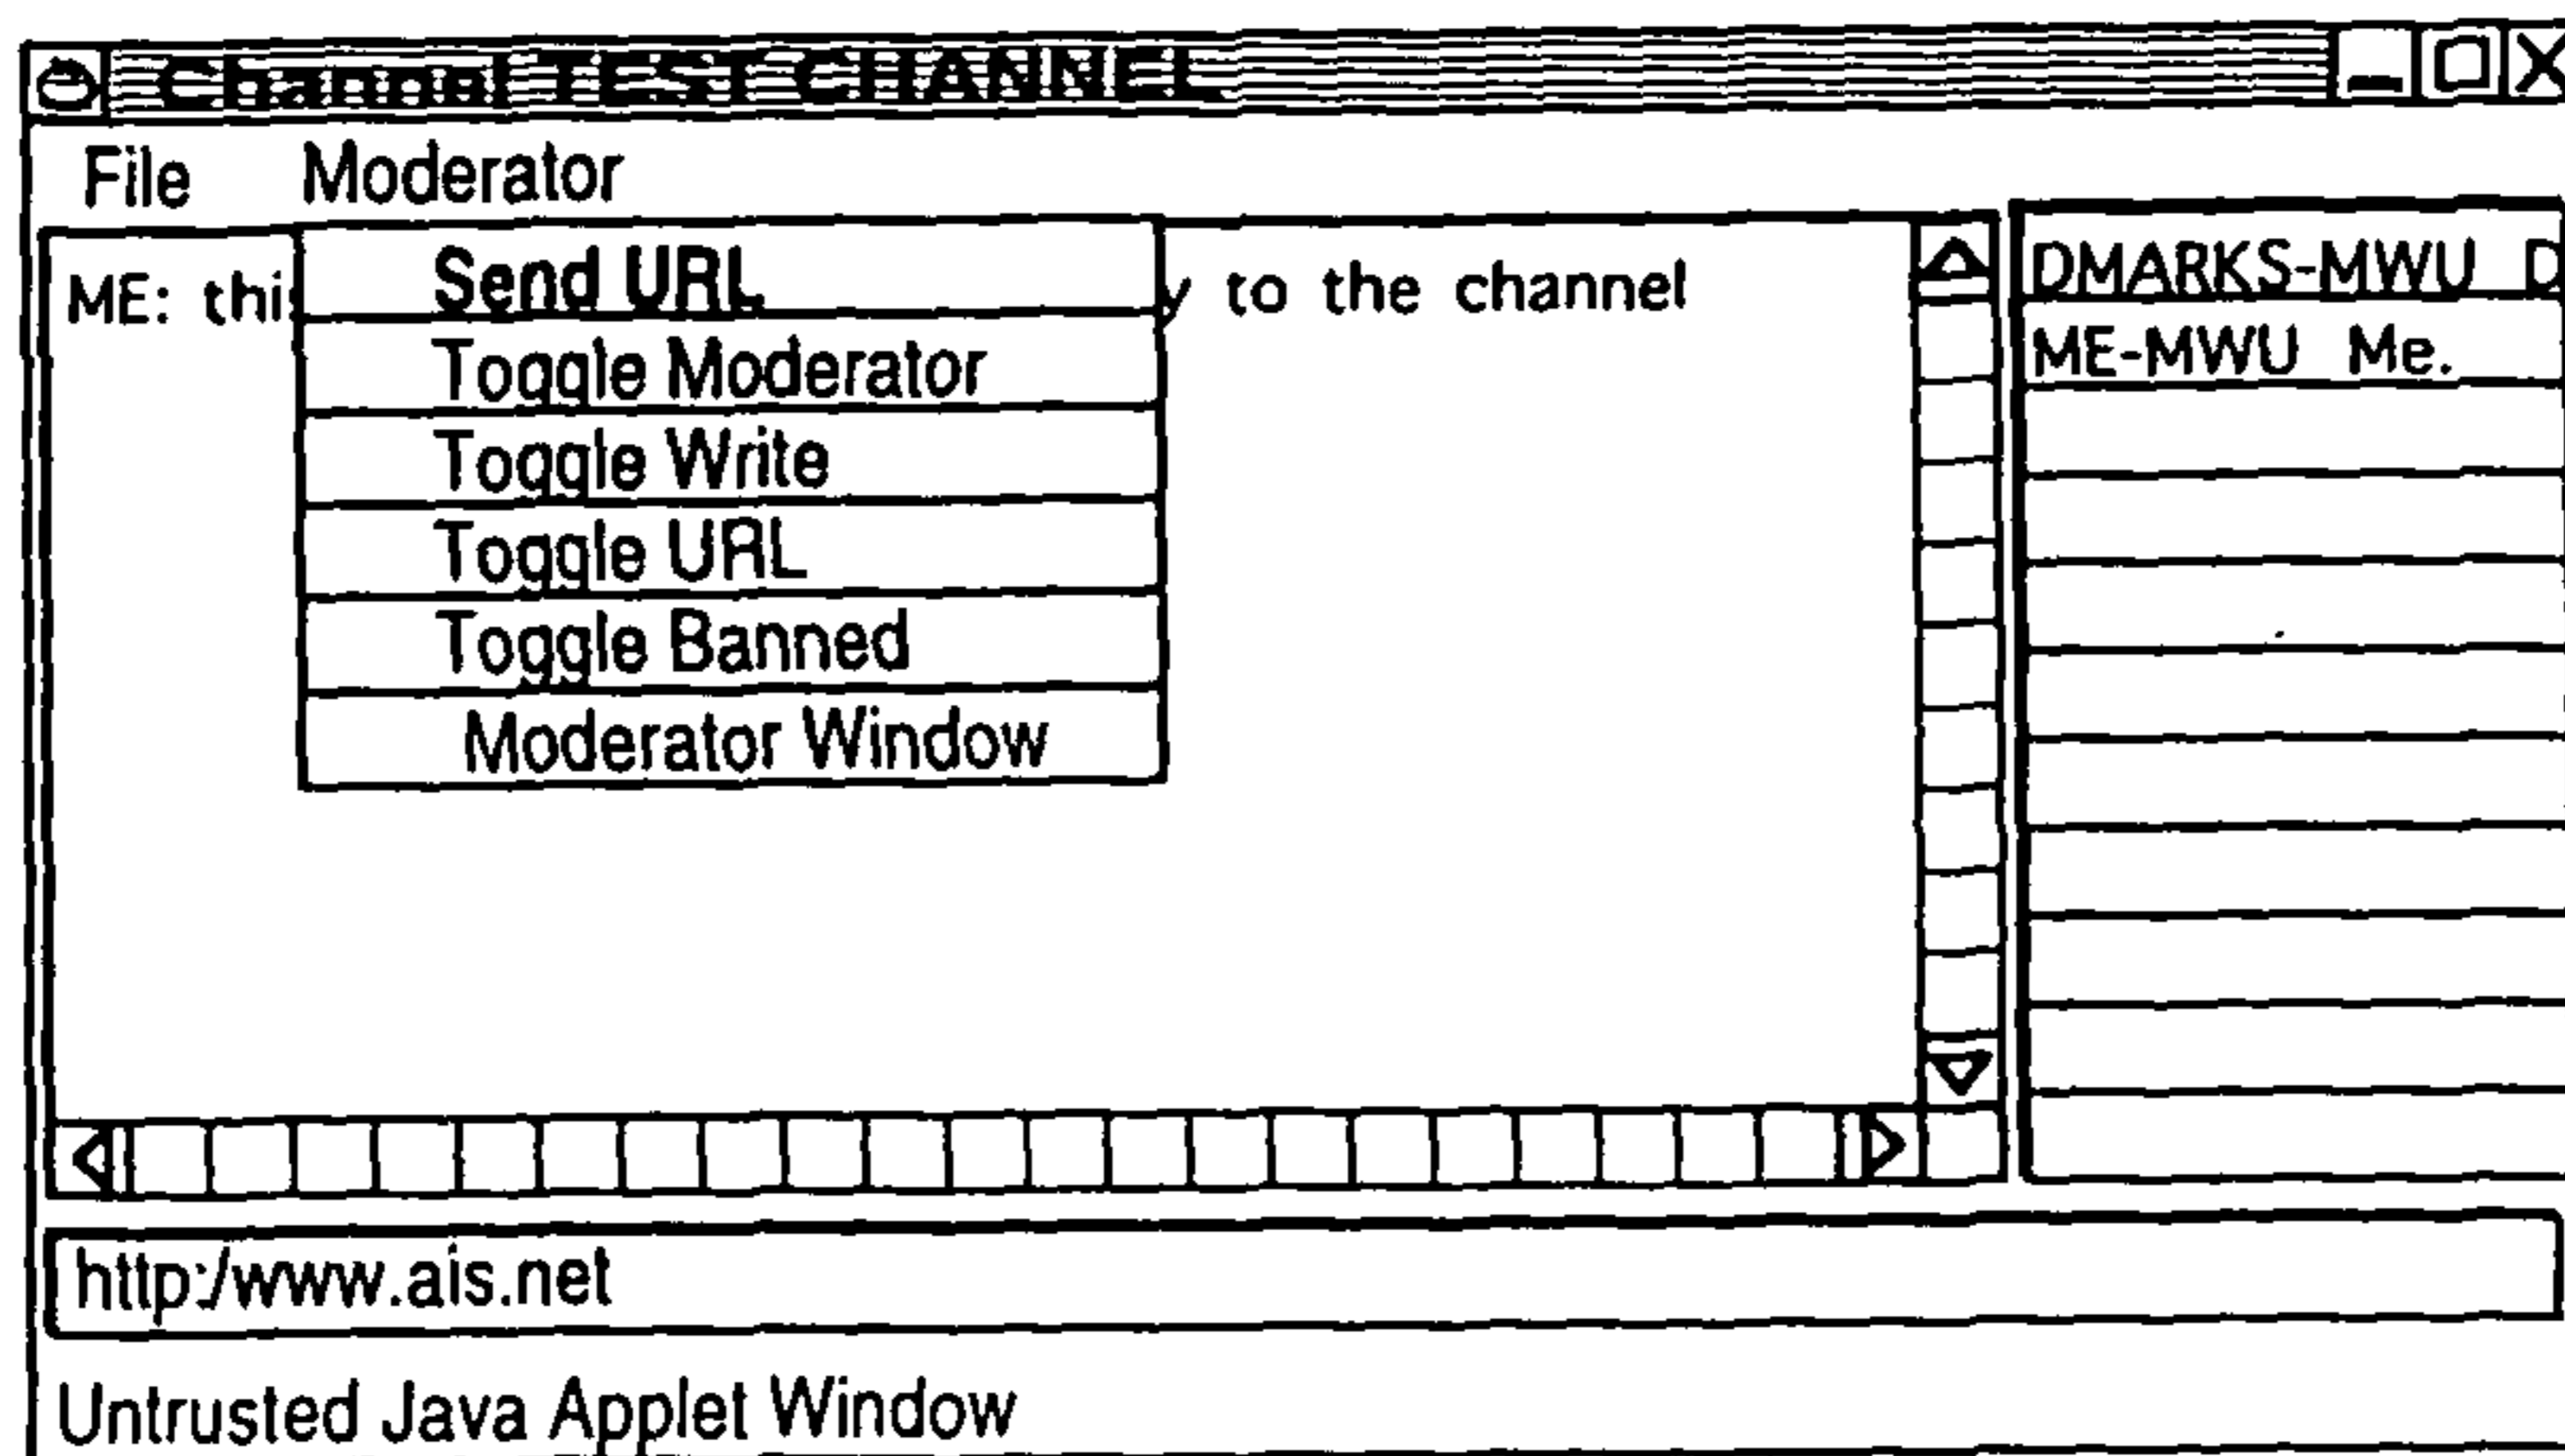 Channel TEST CHANNEL
File Moderator
ME: thi y to the channel
Send URL
Toggle Moderator
Toggle Write
Toggle URL
Toggle Banned
Moderator Window
DMARKS-MWU D
ME-MWU Me.
http:/www.ais.net
Untrusted Java Applet Window